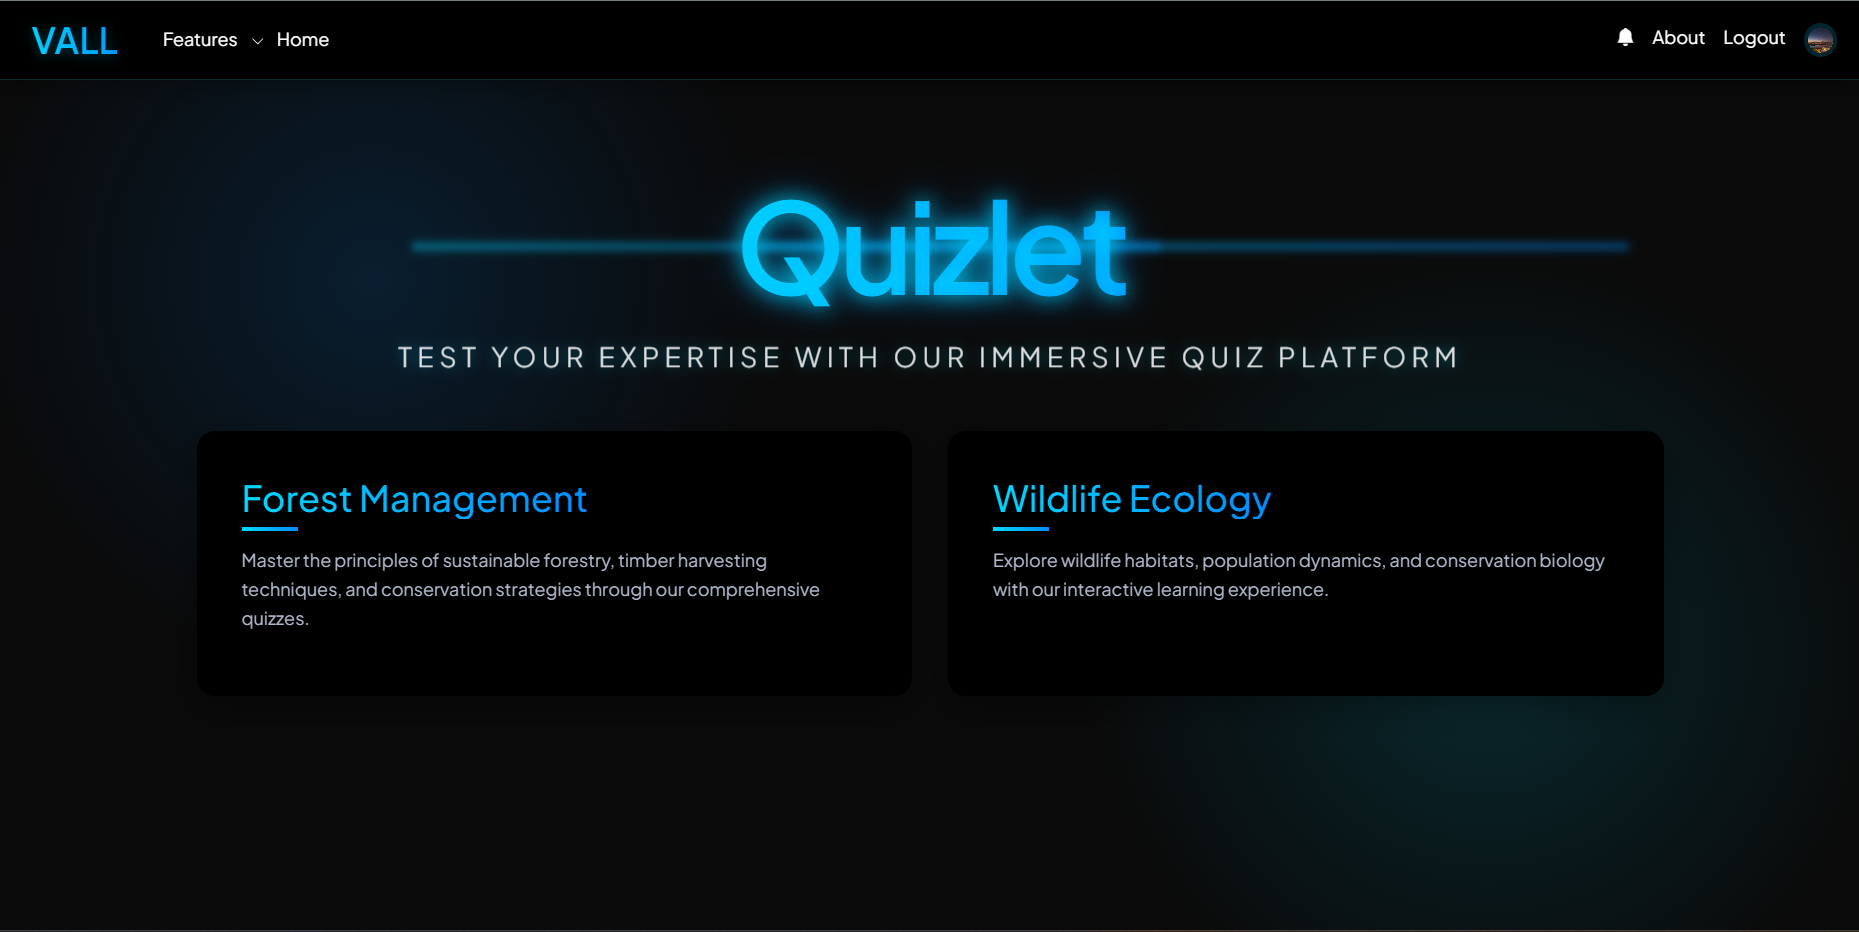 VALL
Features
Home
About
Logout
Quizlet
TEST YOUR EXPERTISE WITH OUR IMMERSIVE QUIZ PLATFORM
Forest Management
Master the principles of sustainable forestry, timber harvesting
techniques, and conservation strategies through our comprehensive
quizzes.
Wildlife Ecology
Explore wildlife habitats, population dynamics, and conservation biology
with our interactive learning experience.